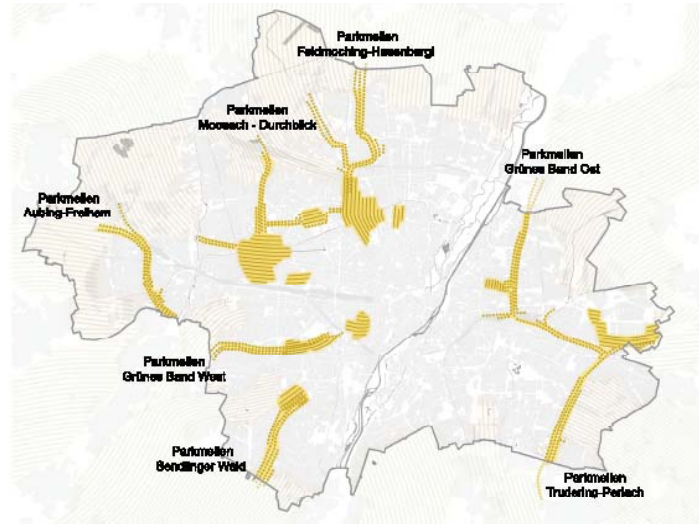 Parkmeilen
Feldmoching-Hasenbergl
Parkmeilen
Moosach - Durchblick
Parkmeilen
Grünes Band Ost
Parkmeilen
Aubing-Freiham
Parkmeilen
Grünes Band West
Parkmeilen
Sendlinger Wald
Parkmeilen
Trudering-Perlach